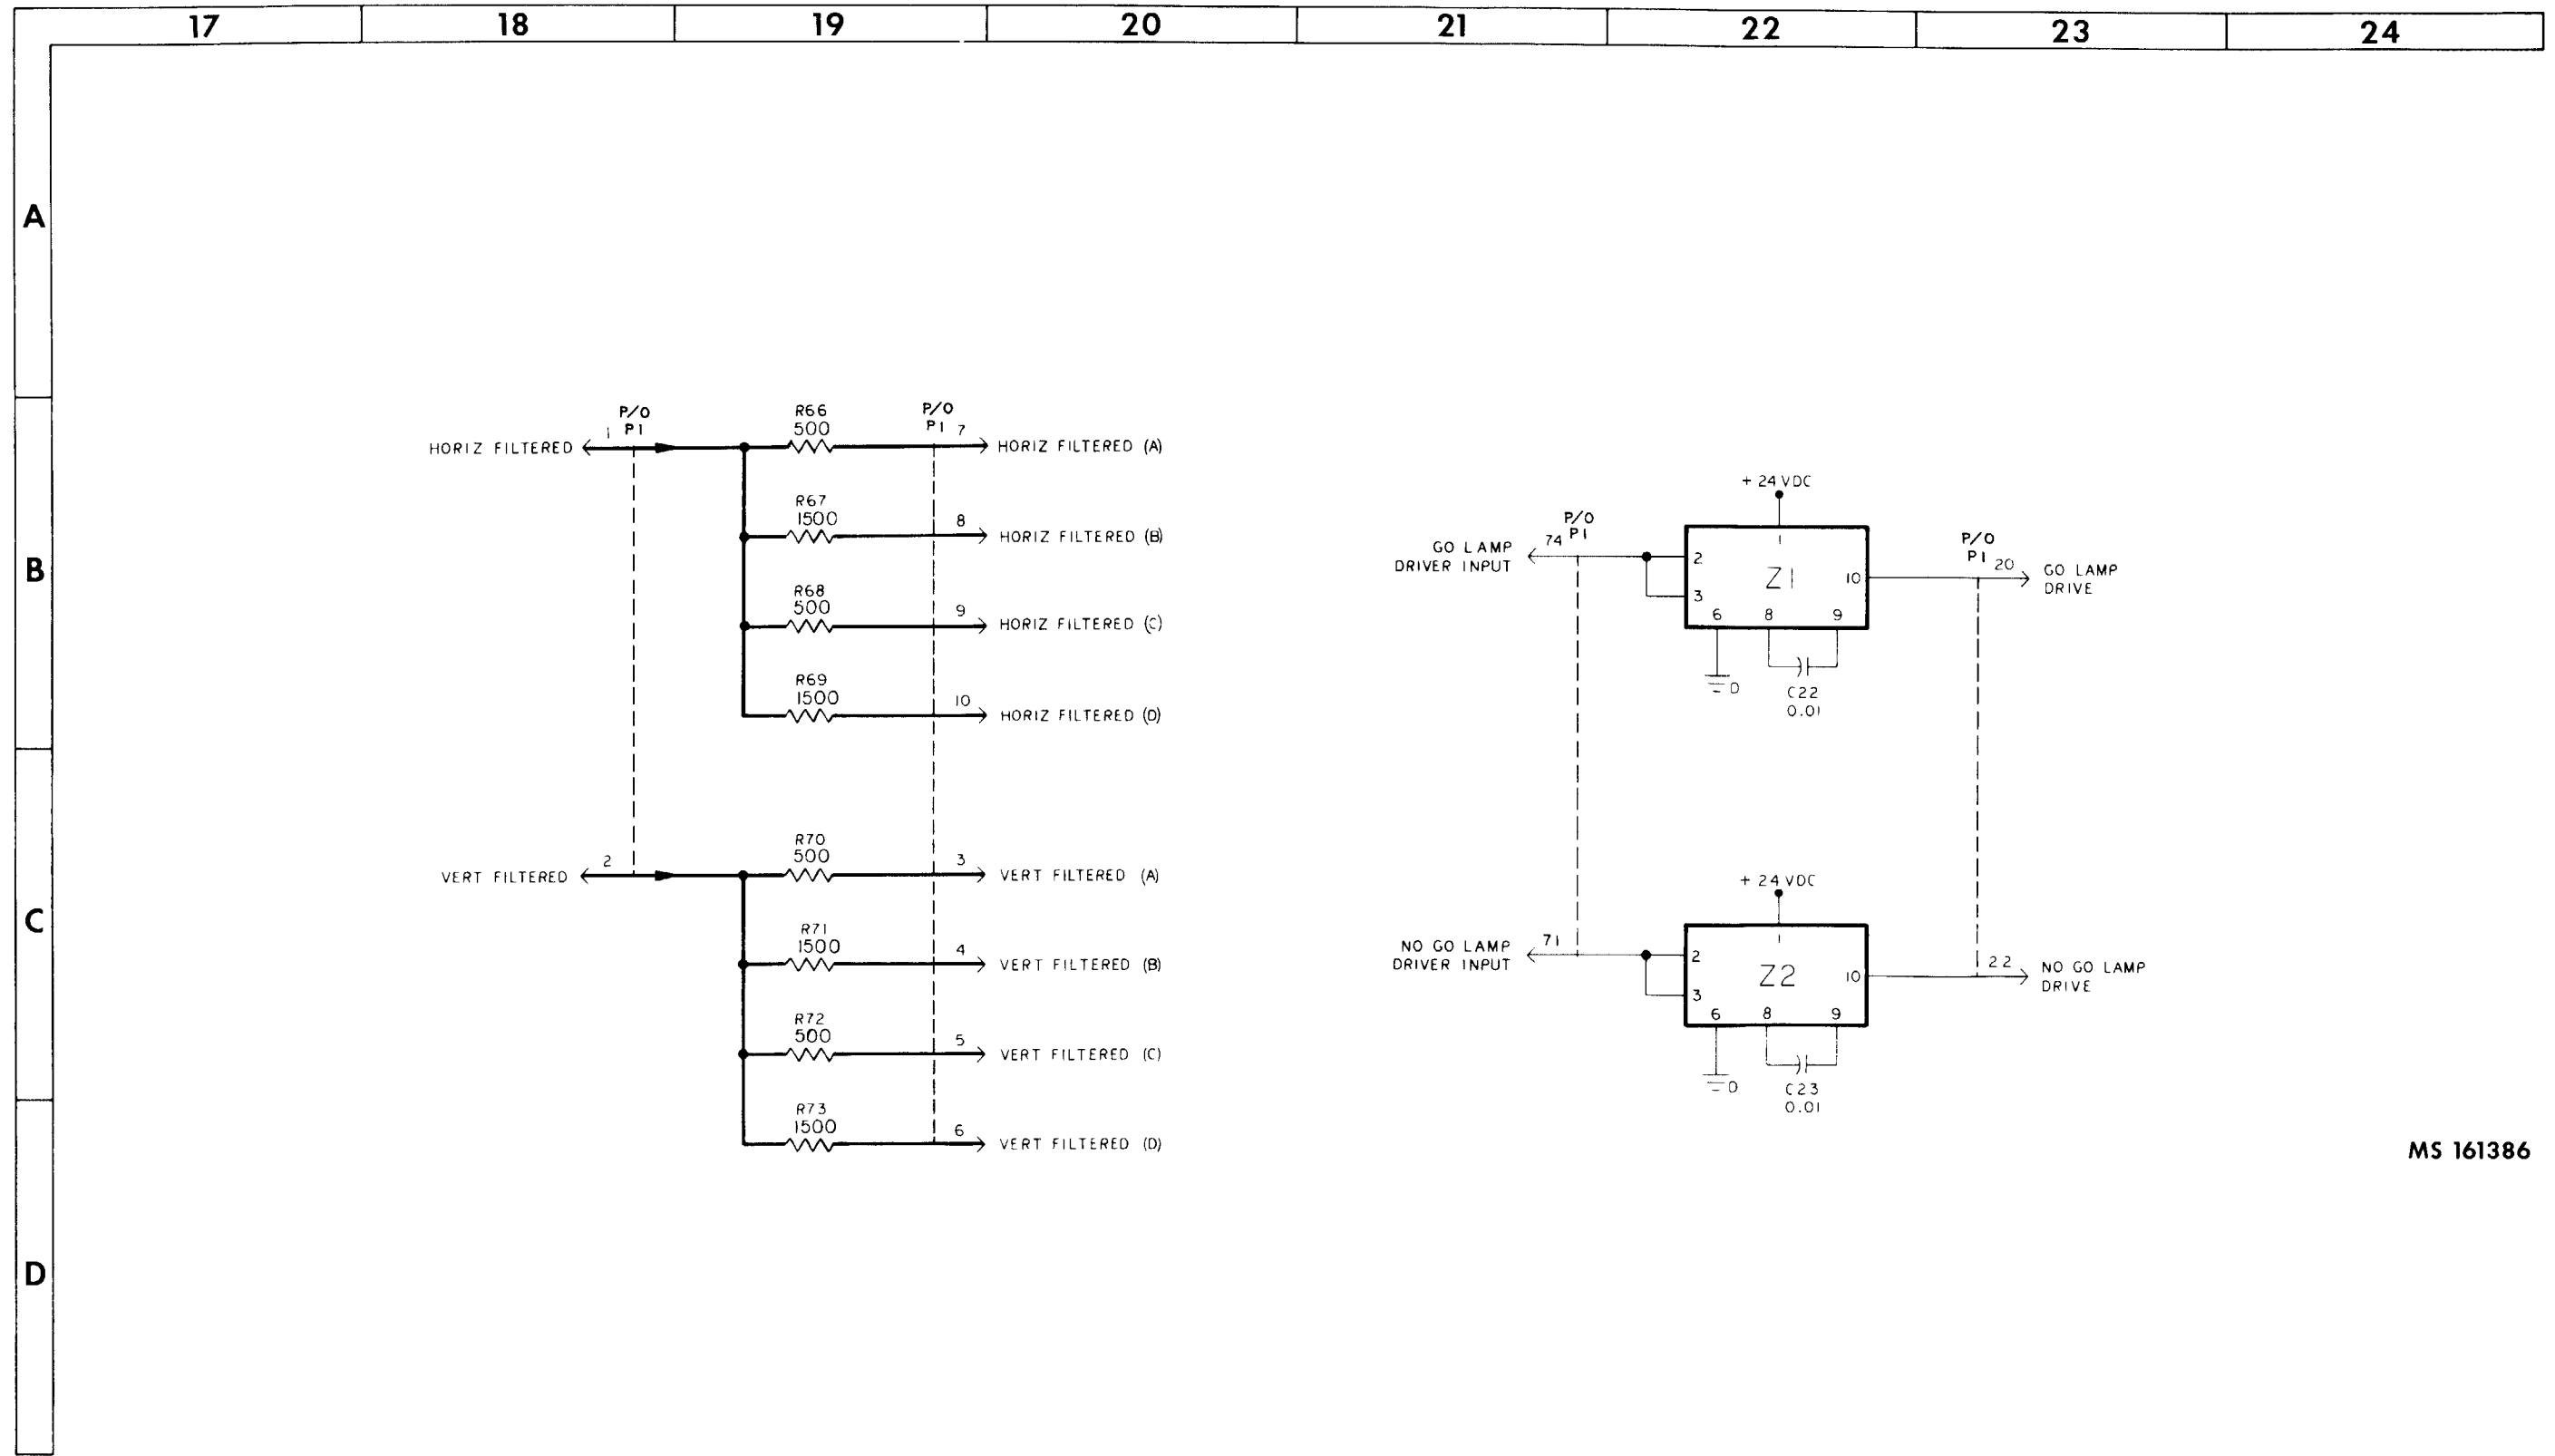 17 18 19 20 21 22 23 24
A
B
C
D
P/O
P1
HORIZ FILTERED
1
R66
500
P/O
P1
7
HORIZ FILTERED (A)
R67
1500
8
HORIZ FILTERED (B)
R68
500
9
HORIZ FILTERED (C)
R69
1500
10
HORIZ FILTERED (D)
VERT FILTERED
2
R70
500
3
VERT FILTERED (A)
R71
1500
4
VERT FILTERED (B)
R72
500
5
VERT FILTERED (C)
R73
1500
6
VERT FILTERED (D)
+ 24 VDC
GO LAMP
DRIVER INPUT
74
P/O
P1
1
2
3
Z1
10
6 8 9
D
C22
0.01
P/O
P1
20
GO LAMP
DRIVE
+ 24 VDC
NO GO LAMP
DRIVER INPUT
71
1
2
3
Z2
10
6 8 9
D
C23
0.01
22
NO GO LAMP
DRIVE
MS 161386